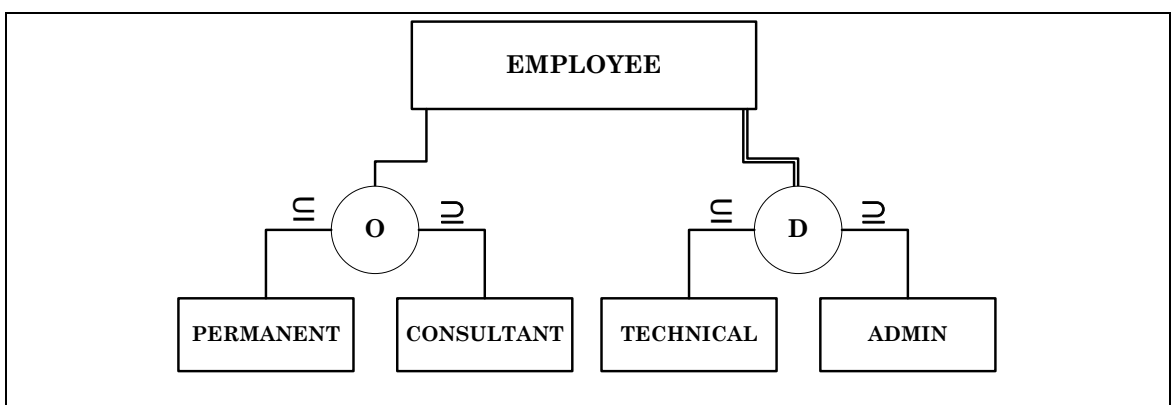 EMPLOYEE
⊆ O ⊇ ⊆ D ⊇
PERMANENT CONSULTANT TECHNICAL ADMIN